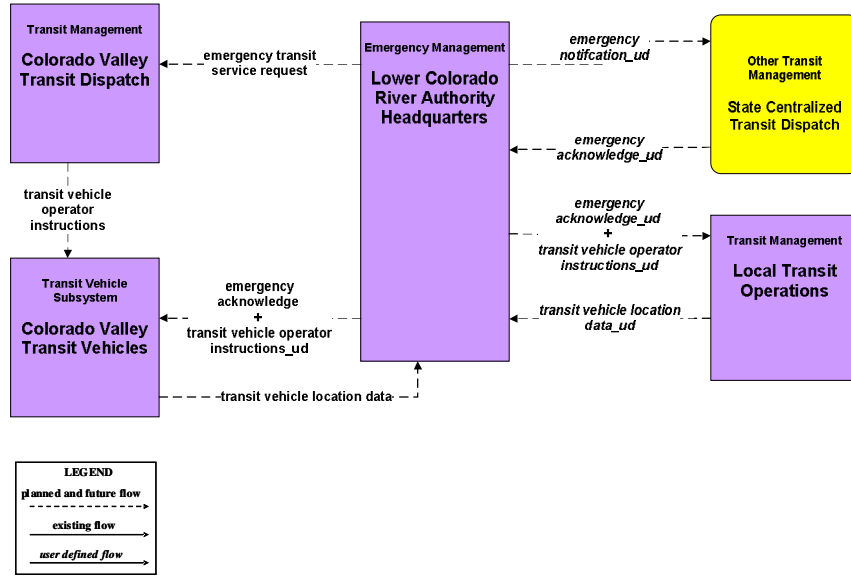 Transit Management
Colorado Valley
Transit Dispatch
emergency transit
service request
Emergency Management
Lower Colorado
River Authority
Headquarters
emergency
notifcation_ud
Other Transit
Management
State Centralized
Transit Dispatch
emergency
acknowledge_ud
transit vehicle
operator
instructions
emergency
acknowledge_ud
+
transit vehicle operator
instructions_ud
Transit Management
Local Transit
Operations
Transit Vehicle
Subsystem
Colorado Valley
Transit Vehicles
emergency
acknowledge
+
transit vehicle operator
instructions_ud
transit vehicle location
data_ud
transit vehicle location data
LEGEND
planned and future flow
existing flow
user defined flow